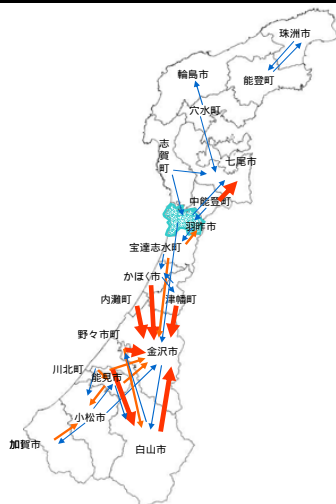 珠洲市
輪島市
能登町
穴水町
志賀町
七尾市
中能登町
羽咋市
宝達志水町
かほく市
内灘町
津幡町
野々市町
金沢市
川北町
能美市
小松市
加賀市
白山市